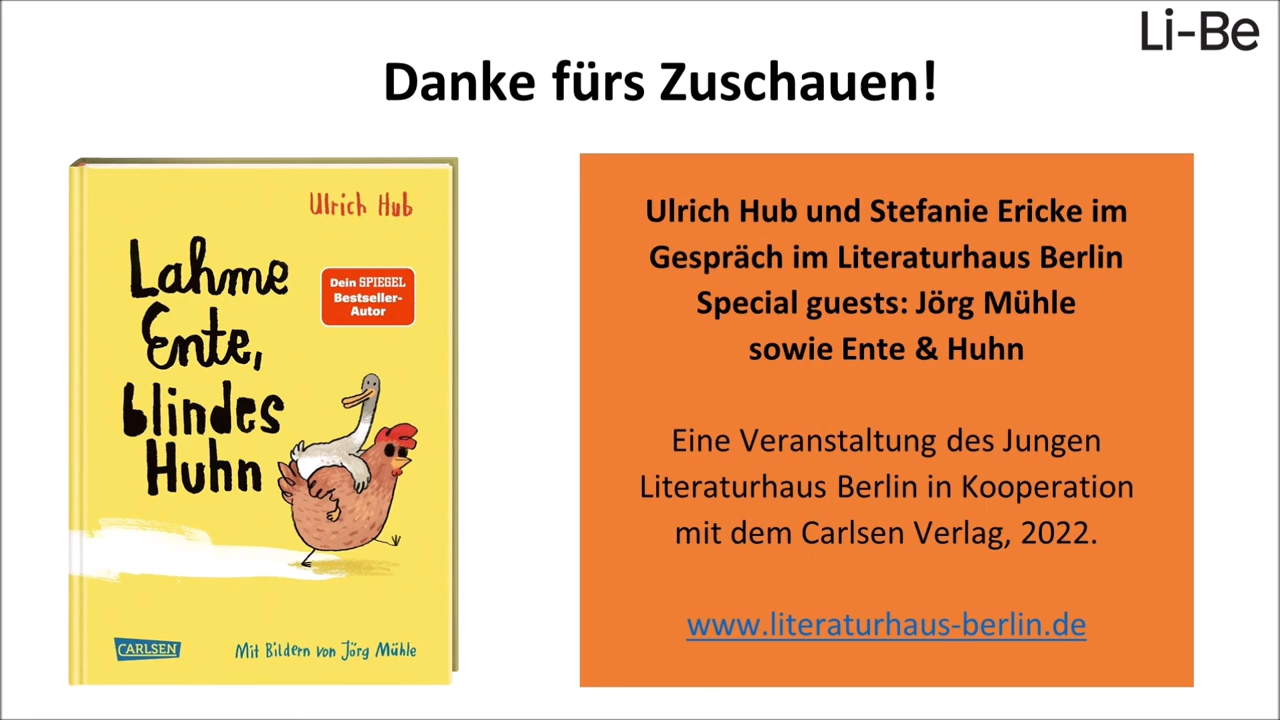 Li-Be
Danke fürs Zuschauen!
Ulrich Hub
Lahme
Ente,
blindes
Huhn
Dein SPIEGEL
Bestseller-
Autor
CARLSEN
Mit Bildern von Jörg Mühle
Ulrich Hub und Stefanie Ericke im
Gespräch im Literaturhaus Berlin
Special guests: Jörg Mühle
sowie Ente & Huhn
Eine Veranstaltung des Jungen
Literaturhaus Berlin in Kooperation
mit dem Carlsen Verlag, 2022.
www.literaturhaus-berlin.de